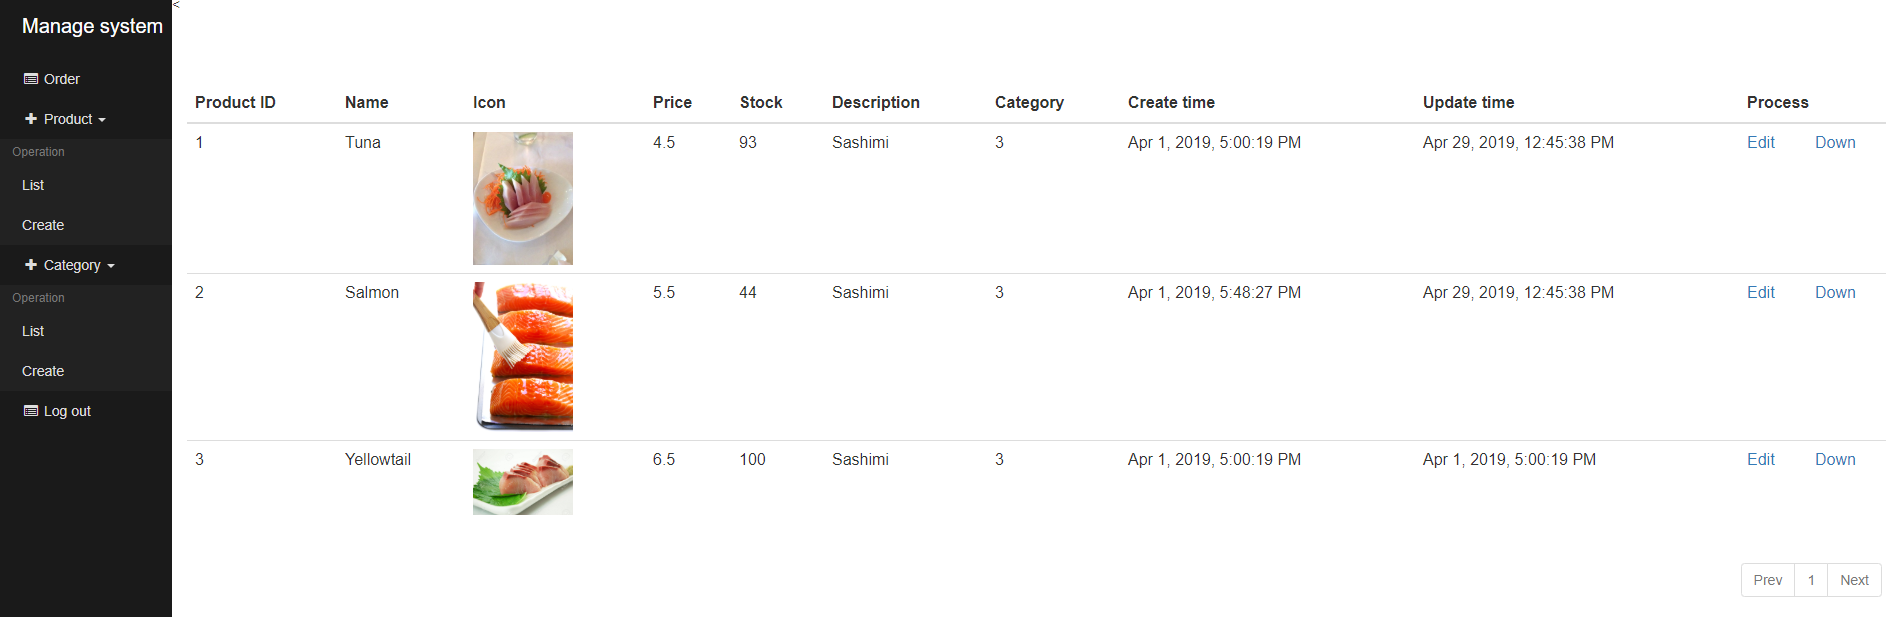 <
Manage system
Order
Product
Operation
List
Create
Category
Operation
List
Create
Log out
Product ID Name Icon Price Stock Description Category Create time Update time Process
1 Tuna 4.5 93 Sashimi 3 Apr 1, 2019, 5:00:19 PM Apr 29, 2019, 12:45:38 PM Edit Down
2 Salmon 5.5 44 Sashimi 3 Apr 1, 2019, 5:48:27 PM Apr 29, 2019, 12:45:38 PM Edit Down
3 Yellowtail 6.5 100 Sashimi 3 Apr 1, 2019, 5:00:19 PM Apr 1, 2019, 5:00:19 PM Edit Down
Prev 1 Next